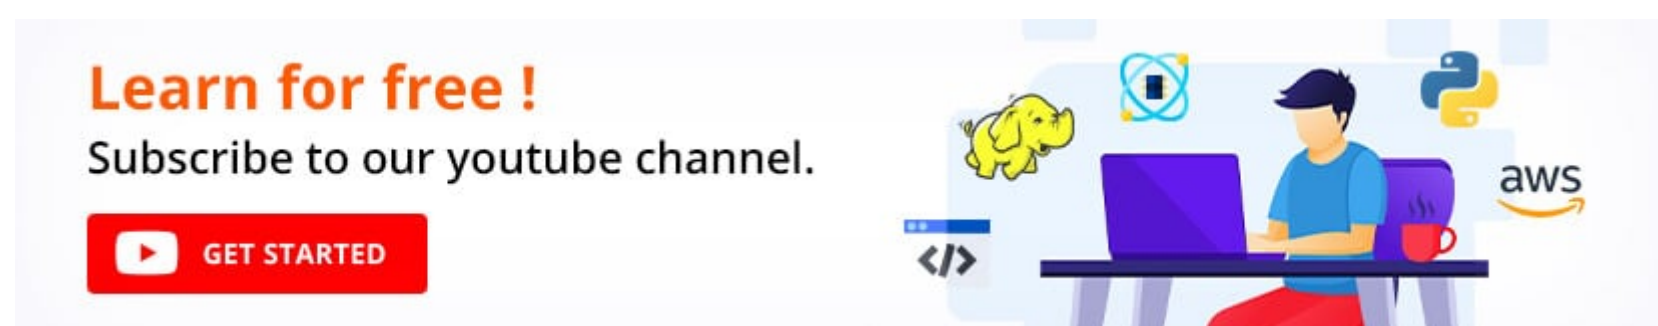 Learn for free !
Subscribe to our youtube channel.
GET STARTED
aws
</>